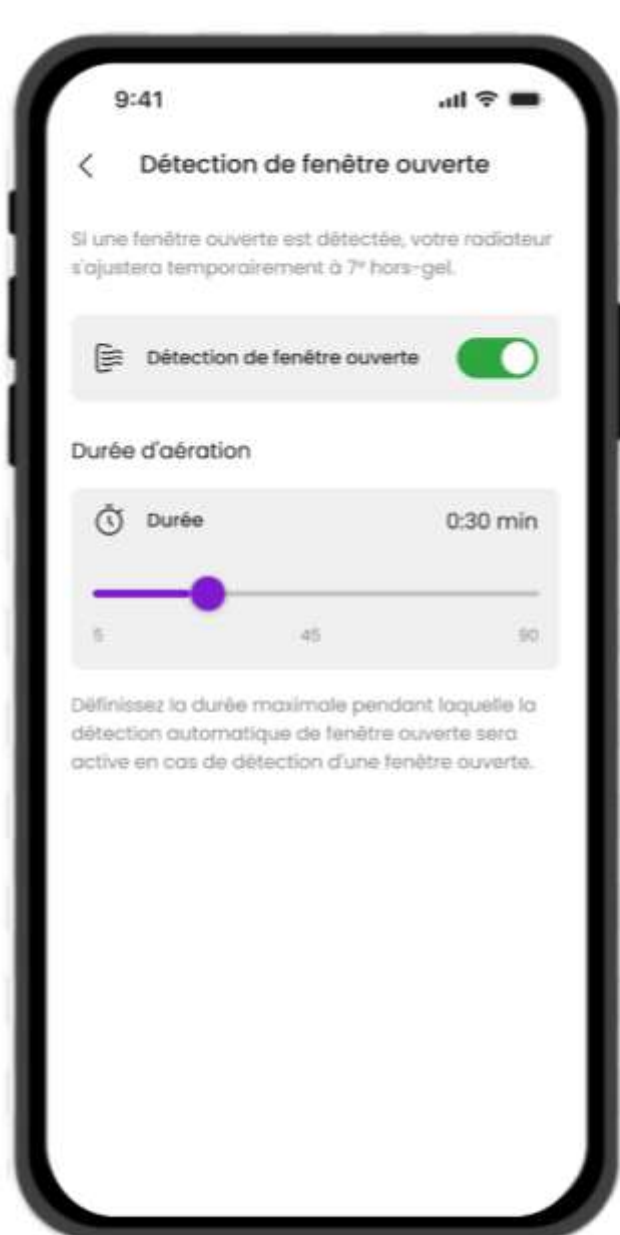 9:41
Détection de fenêtre ouverte
Si une fenêtre ouverte est détectée, votre radiateur
s'ajustera temporairement à 7° hors-gel.
Détection de fenêtre ouverte
Durée d'aération
Durée 0:30 min
5 45 90
Définissez la durée maximale pendant laquelle la
détection automatique de fenêtre ouverte sera
active en cas de détection d'une fenêtre ouverte.